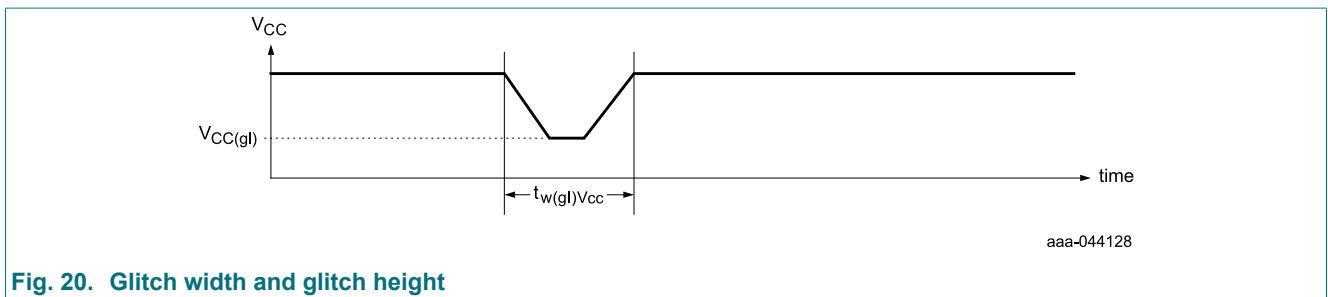 VCC
VCC(gl)
time
tw(gl)Vcc
aaa-044128
Fig. 20. Glitch width and glitch height